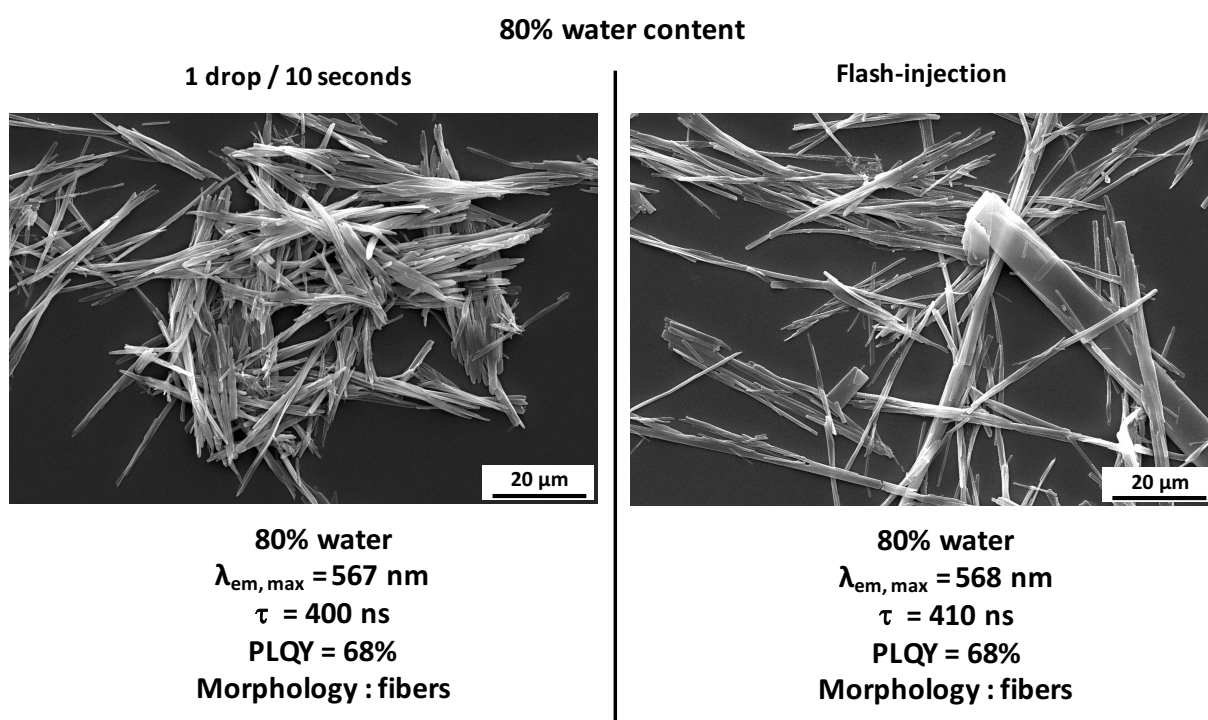 80% water content
1 drop / 10 seconds
20 µm
80% water
λem, max = 567 nm
τ = 400 ns
PLQY = 68%
Morphology : fibers
Flash-injection
20 µm
80% water
λem, max = 568 nm
τ = 410 ns
PLQY = 68%
Morphology : fibers